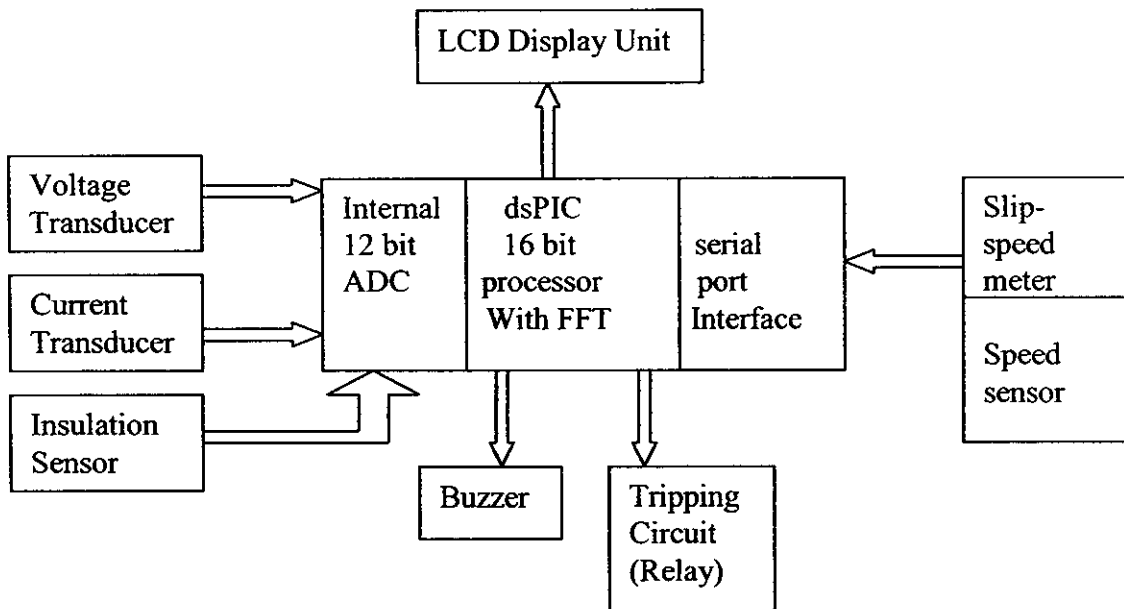 LCD Display Unit
Voltage
Transducer
Current
Transducer
Insulation
Sensor
Internal
12 bit
ADC
dsPIC
16 bit
processor
With FFT
serial
port
Interface
Slip-
speed
meter
Speed
sensor
Buzzer
Tripping
Circuit
(Relay)